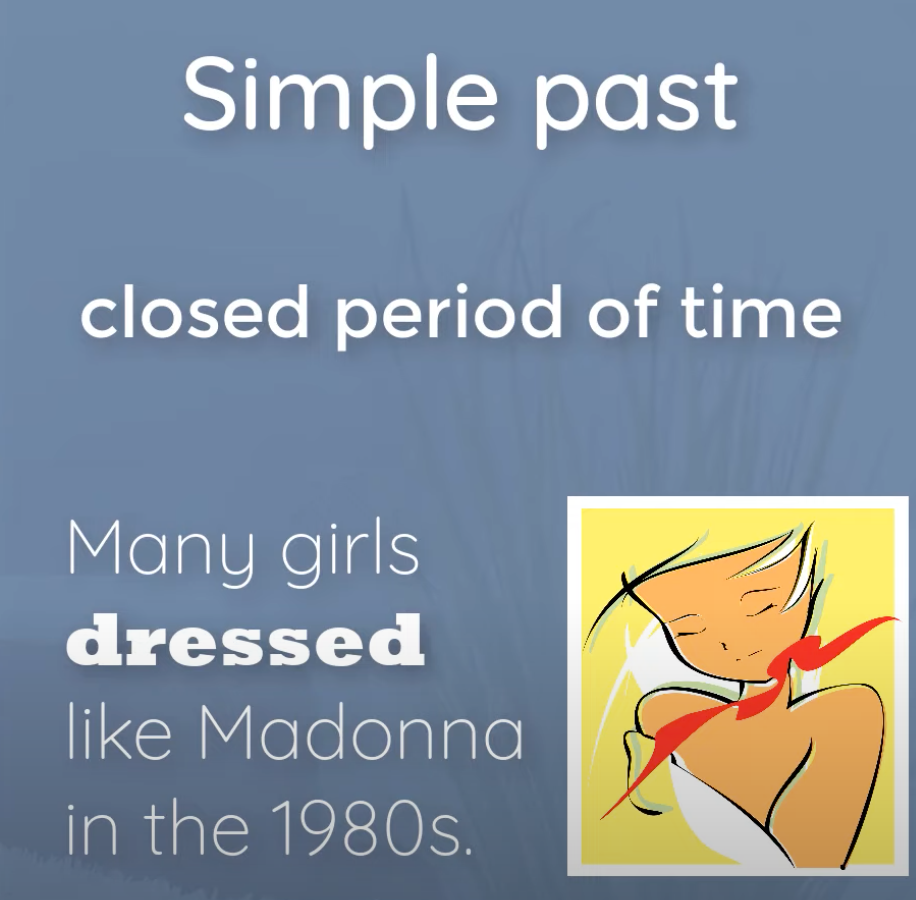 Simple past
closed period of time
Many girls
dressed
like Madonna
in the 1980s.